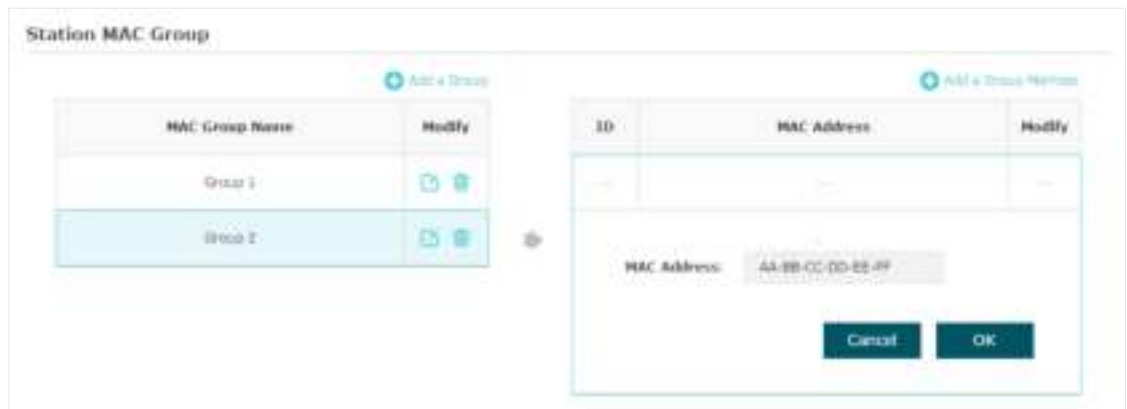 Station MAC Group
Add a Group
Add a Group Member
MAC Group Name
Modify
ID
MAC Address
Modify
Group 1
--
--
--
Group 2
MAC Address:
AA-BB-CC-DD-EE-FF
Cancel
OK